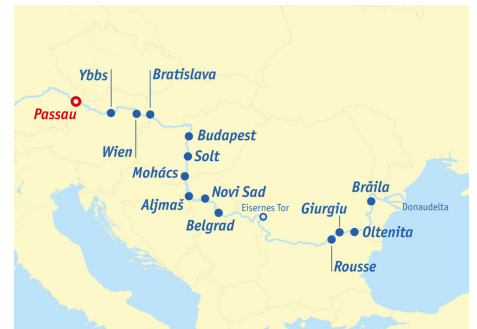 Ybbs
Bratislava
Passau
Wien
Budapest
Solt
Mohács
Aljmaš
Novi Sad
Belgrad
Eisernes Tor
Giurgiu
Brăila
Donaudelta
Oltenita
Rousse